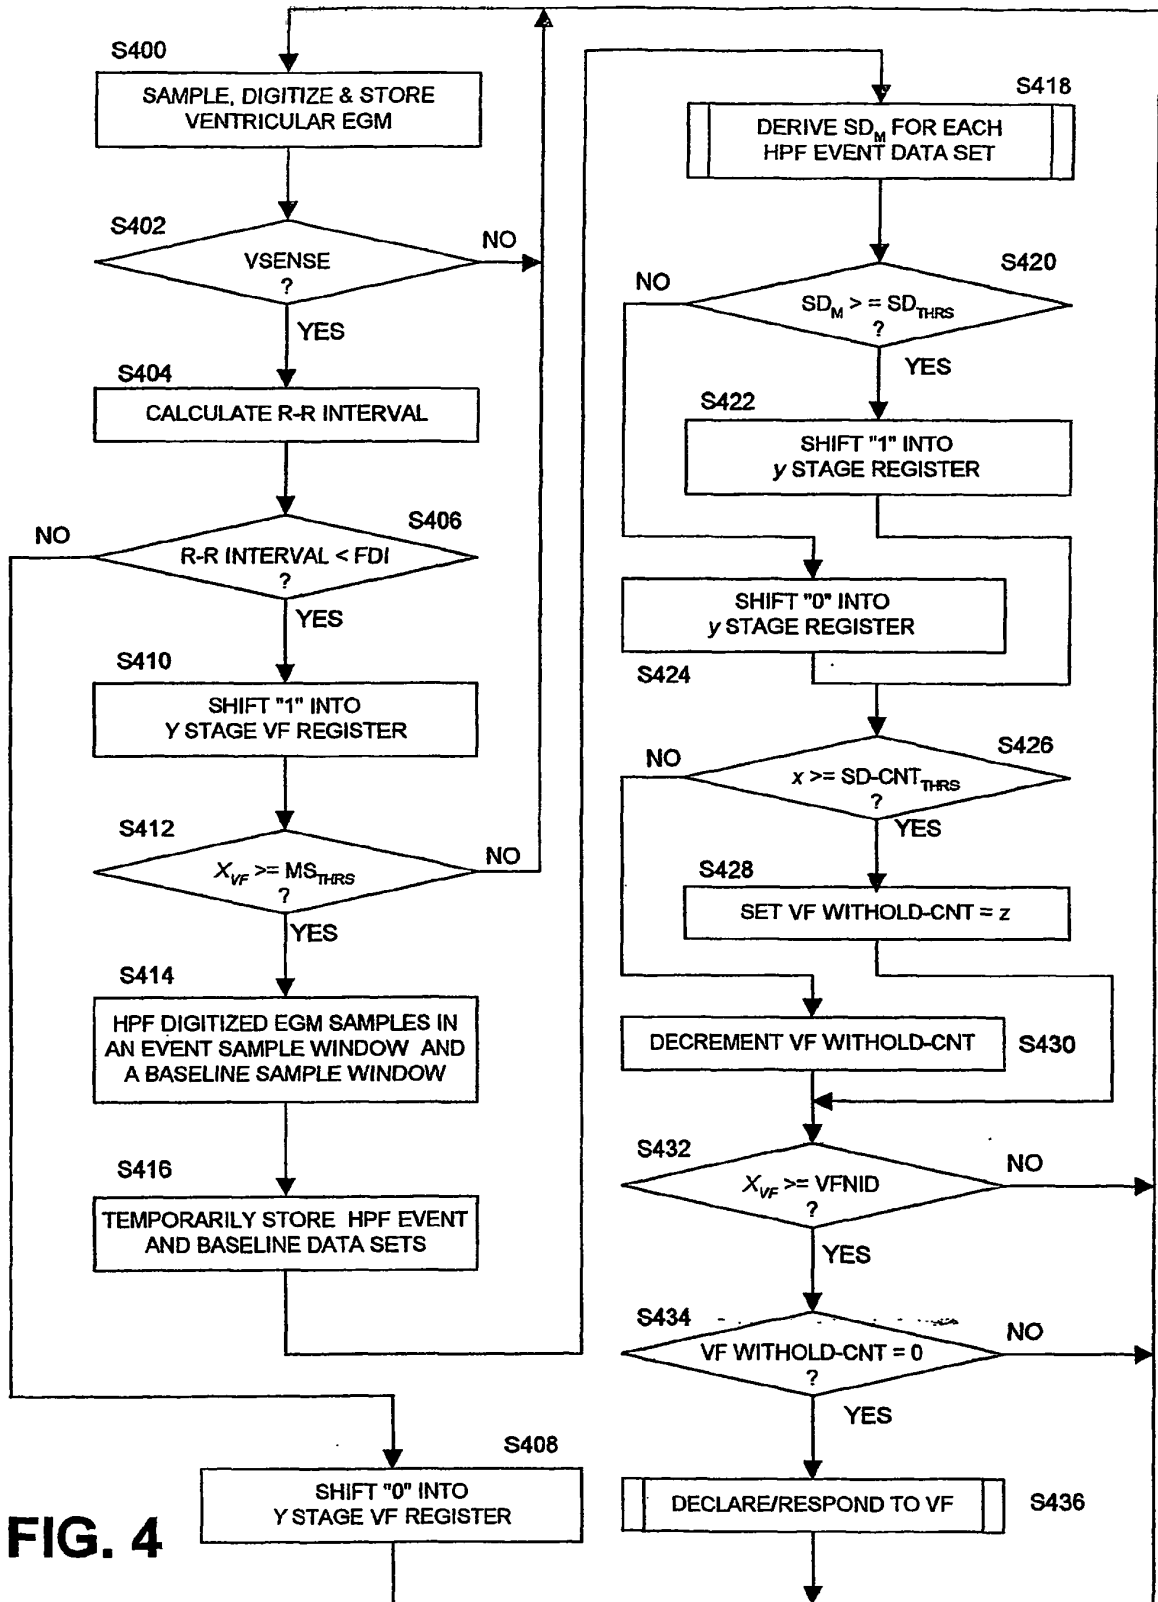 S400
SAMPLE, DIGITIZE & STORE
VENTRICULAR EGM
S402
VSENSE
?
NO
YES
S404
CALCULATE R-R INTERVAL
S406
NO
R-R INTERVAL < FDI
?
YES
S410
SHIFT "1" INTO
Y STAGE VF REGISTER
S412
X_VF >= MS_THRS
?
NO
YES
S414
HPF DIGITIZED EGM SAMPLES IN
AN EVENT SAMPLE WINDOW AND
A BASELINE SAMPLE WINDOW
S416
TEMPORARILY STORE HPF EVENT
AND BASELINE DATA SETS
S408
SHIFT "0" INTO
Y STAGE VF REGISTER
S418
DERIVE SD_M FOR EACH
HPF EVENT DATA SET
S420
NO
SD_M > = SD_THRS
?
YES
S422
SHIFT "1" INTO
y STAGE REGISTER
SHIFT "0" INTO
y STAGE REGISTER
S424
S426
NO
x >= SD-CNT_THRS
?
YES
S428
SET VF WITHOLD-CNT = z
DECREMENT VF WITHOLD-CNT
S430
S432
X_VF >= VFNID
?
NO
YES
S434
VF WITHOLD-CNT = 0
?
NO
YES
DECLARE/RESPOND TO VF
S436
FIG. 4